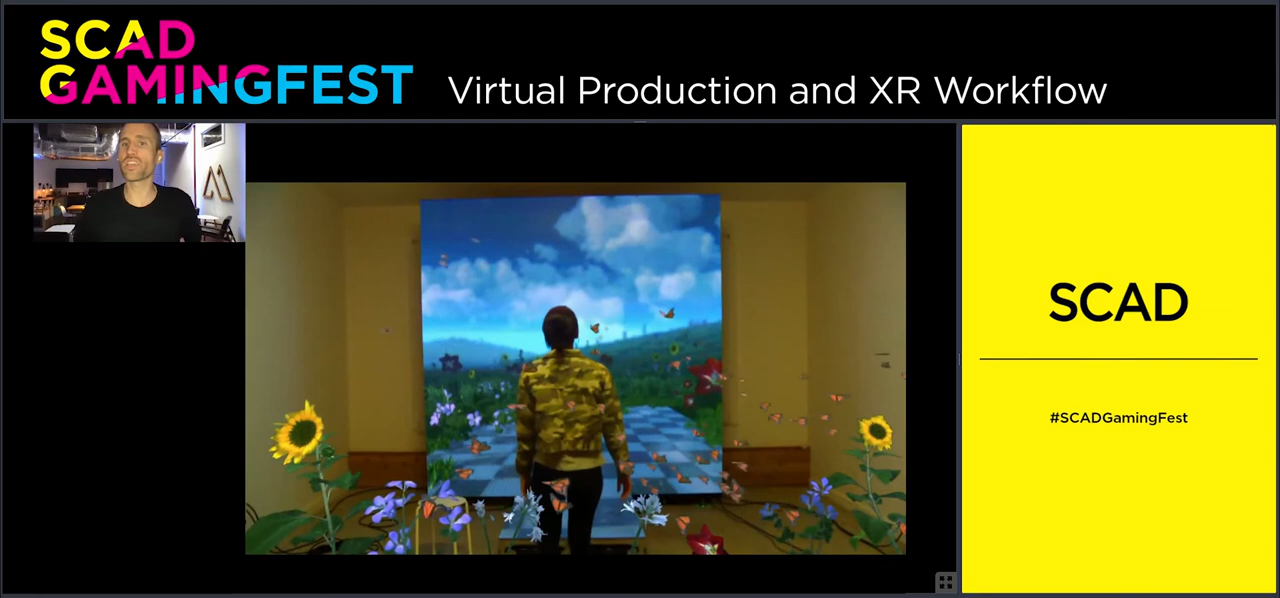 SCAD
GAMINGFEST
Virtual Production and XR Workflow
SCAD
#SCADGamingFest